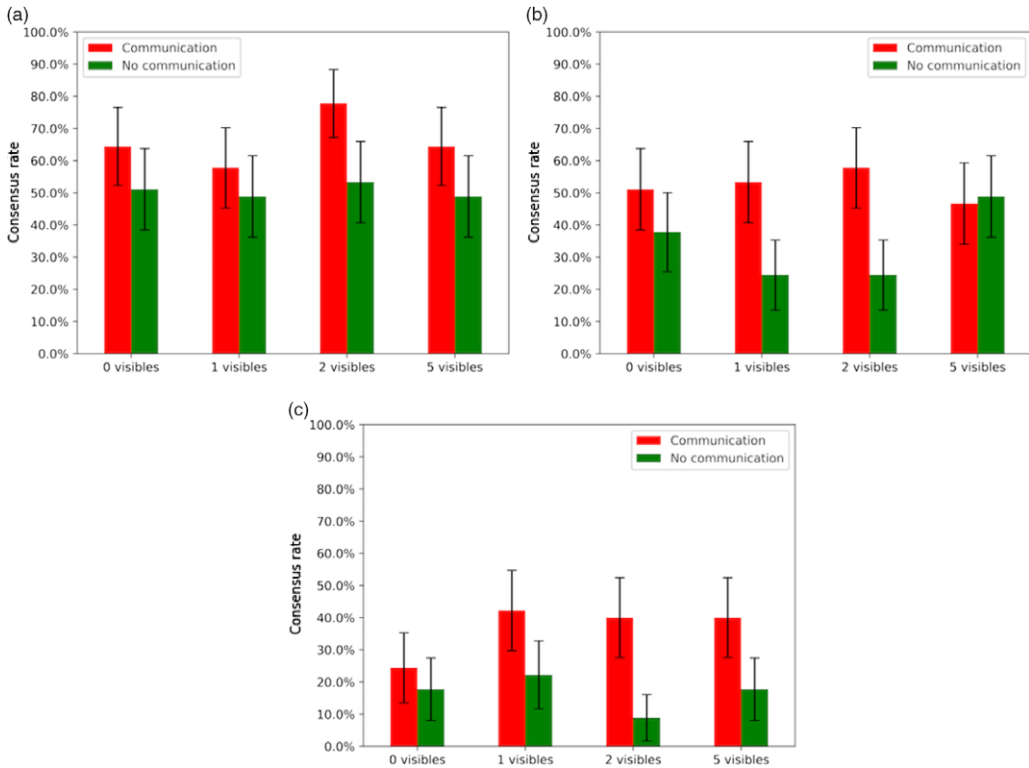 (a)
100.0%
90.0%
80.0%
70.0%
60.0%
50.0%
40.0%
30.0%
20.0%
10.0%
0.0%
Consensus rate
Communication
No communication
0 visibles 1 visibles 2 visibles 5 visibles
(b)
100.0%
90.0%
80.0%
70.0%
60.0%
50.0%
40.0%
30.0%
20.0%
10.0%
0.0%
Consensus rate
Communication
No communication
0 visibles 1 visibles 2 visibles 5 visibles
(c)
100.0%
90.0%
80.0%
70.0%
60.0%
50.0%
40.0%
30.0%
20.0%
10.0%
0.0%
Consensus rate
Communication
No communication
0 visibles 1 visibles 2 visibles 5 visibles